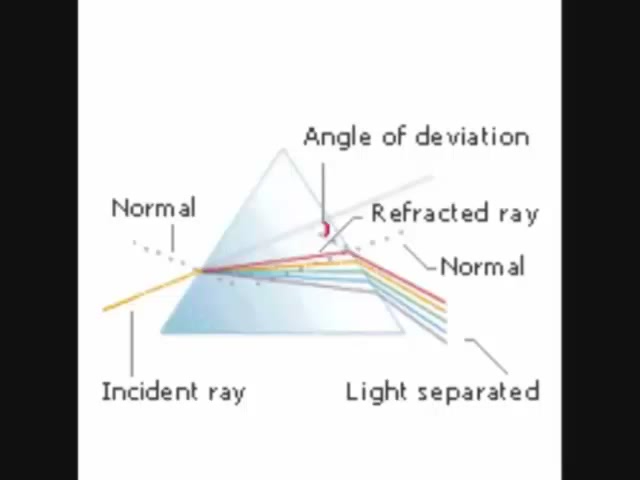 Angle of deviation
Normal
Refracted ray
Normal
Incident ray
Light separated